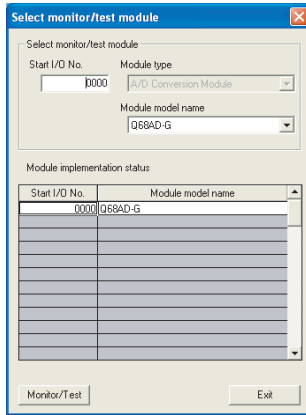 Select monitor/test module
Select monitor/test module
Start I/O No. Module type
0000 A/D Conversion Module
Module model name
Q68AD-G
Module implementation status
Start I/O No. Module model name
0000 Q68AD-G
Monitor/Test Exit